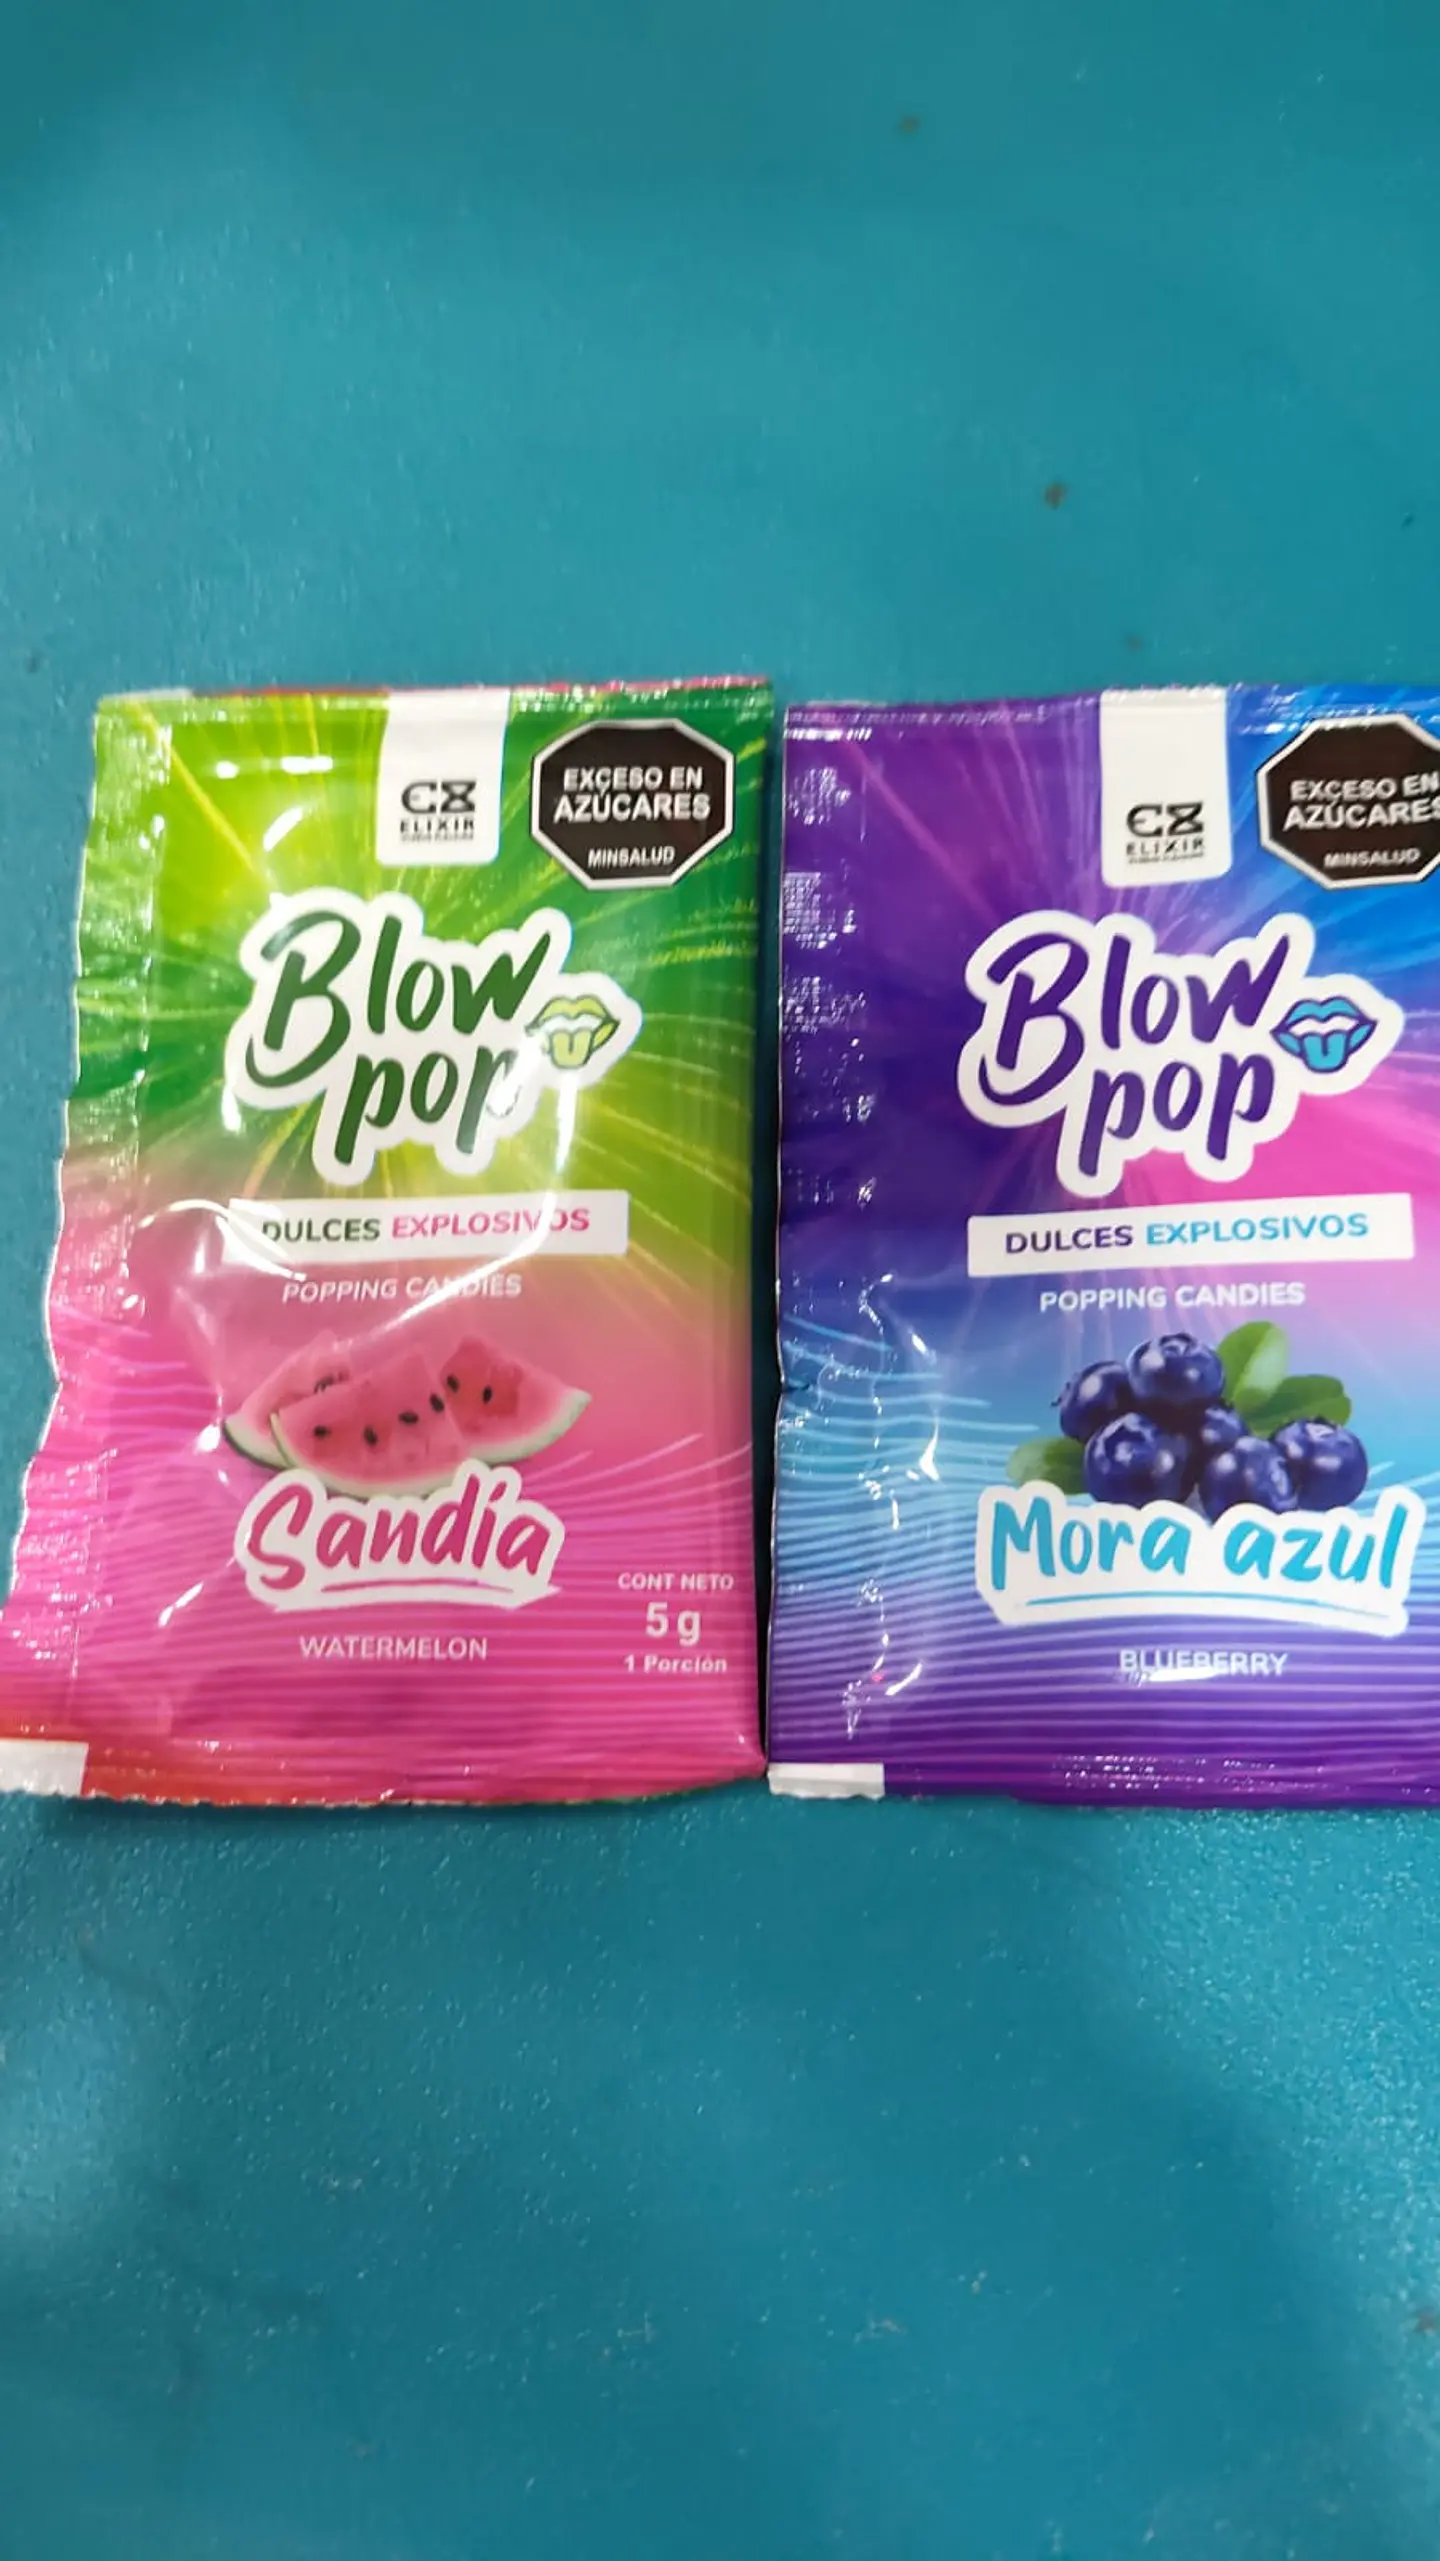 ELIXIR
EXCESO EN
AZÚCARES
MINSALUD
Blow
pop
DULCES EXPLOSIVOS
POPPING CANDIES
Sandía
WATERMELON
CONT NETO
5 g
1 Porción
ELIXIR
EXCESO EN
AZÚCARES
MINSALUD
Blow
pop
DULCES EXPLOSIVOS
POPPING CANDIES
Mora azul
BLUEBERRY